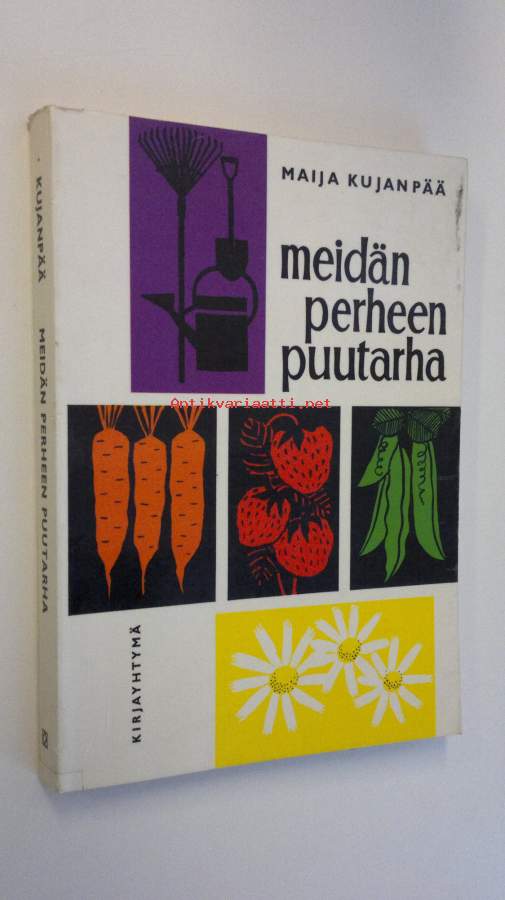 MAIJA KUJANPÄÄ
meidän
perheen
puutarha
Antikvariaatti.net
KIRJAYHTYMÄ
· KUJANPÄÄ MEIDÄN PERHEEN PUUTARHA